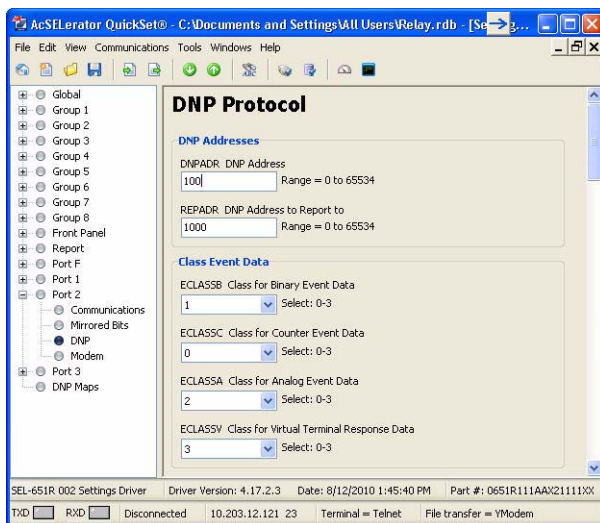 AcSELerator QuickSet® - C:\Documents and Settings\All Users\Relay.rdb - [Se
File Edit View Communications Tools Windows Help
Global
Group 1
Group 2
Group 3
Group 4
Group 5
Group 6
Group 7
Group 8
Front Panel
Report
Port F
Port 1
Port 2
Communications
Mirrored Bits
DNP
Modem
Port 3
DNP Maps
DNP Protocol
DNP Addresses
DNPADR DNP Address
100 Range = 0 to 65534
REPADR DNP Address to Report to
1000 Range = 0 to 65534
Class Event Data
ECLASSB Class for Binary Event Data
1 Select: 0-3
ECLASSC Class for Counter Event Data
0 Select: 0-3
ECLASSA Class for Analog Event Data
2 Select: 0-3
ECLASSV Class for Virtual Terminal Response Data
3 Select: 0-3
SEL-651R 002 Settings Driver Driver Version: 4.17.2.3 Date: 8/12/2010 1:45:40 PM Part #: 0651R111AAX21111XX
TXD RXD Disconnected 10.203.12.121 23 Terminal = Telnet File transfer = YModem